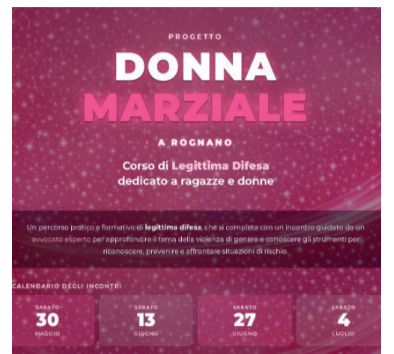 PROGETTO
DONNA
MARZIALE
A ROGNANO
Corso di Legittima Difesa
dedicato a ragazze e donne
Un percorso pratico e formativo di legittima difesa, che si completa con un incontro guidato da un
avvocato esperto per approfondire il tema della violenza di genere e conoscere gli strumenti per
riconoscere, prevenire e affrontare situazioni di rischio.
CALENDARIO DEGLI INCONTRI
SABATO SABATO SABATO SABATO
30 13 27 4
MAGGIO GIUGNO GIUGNO LUGLIO